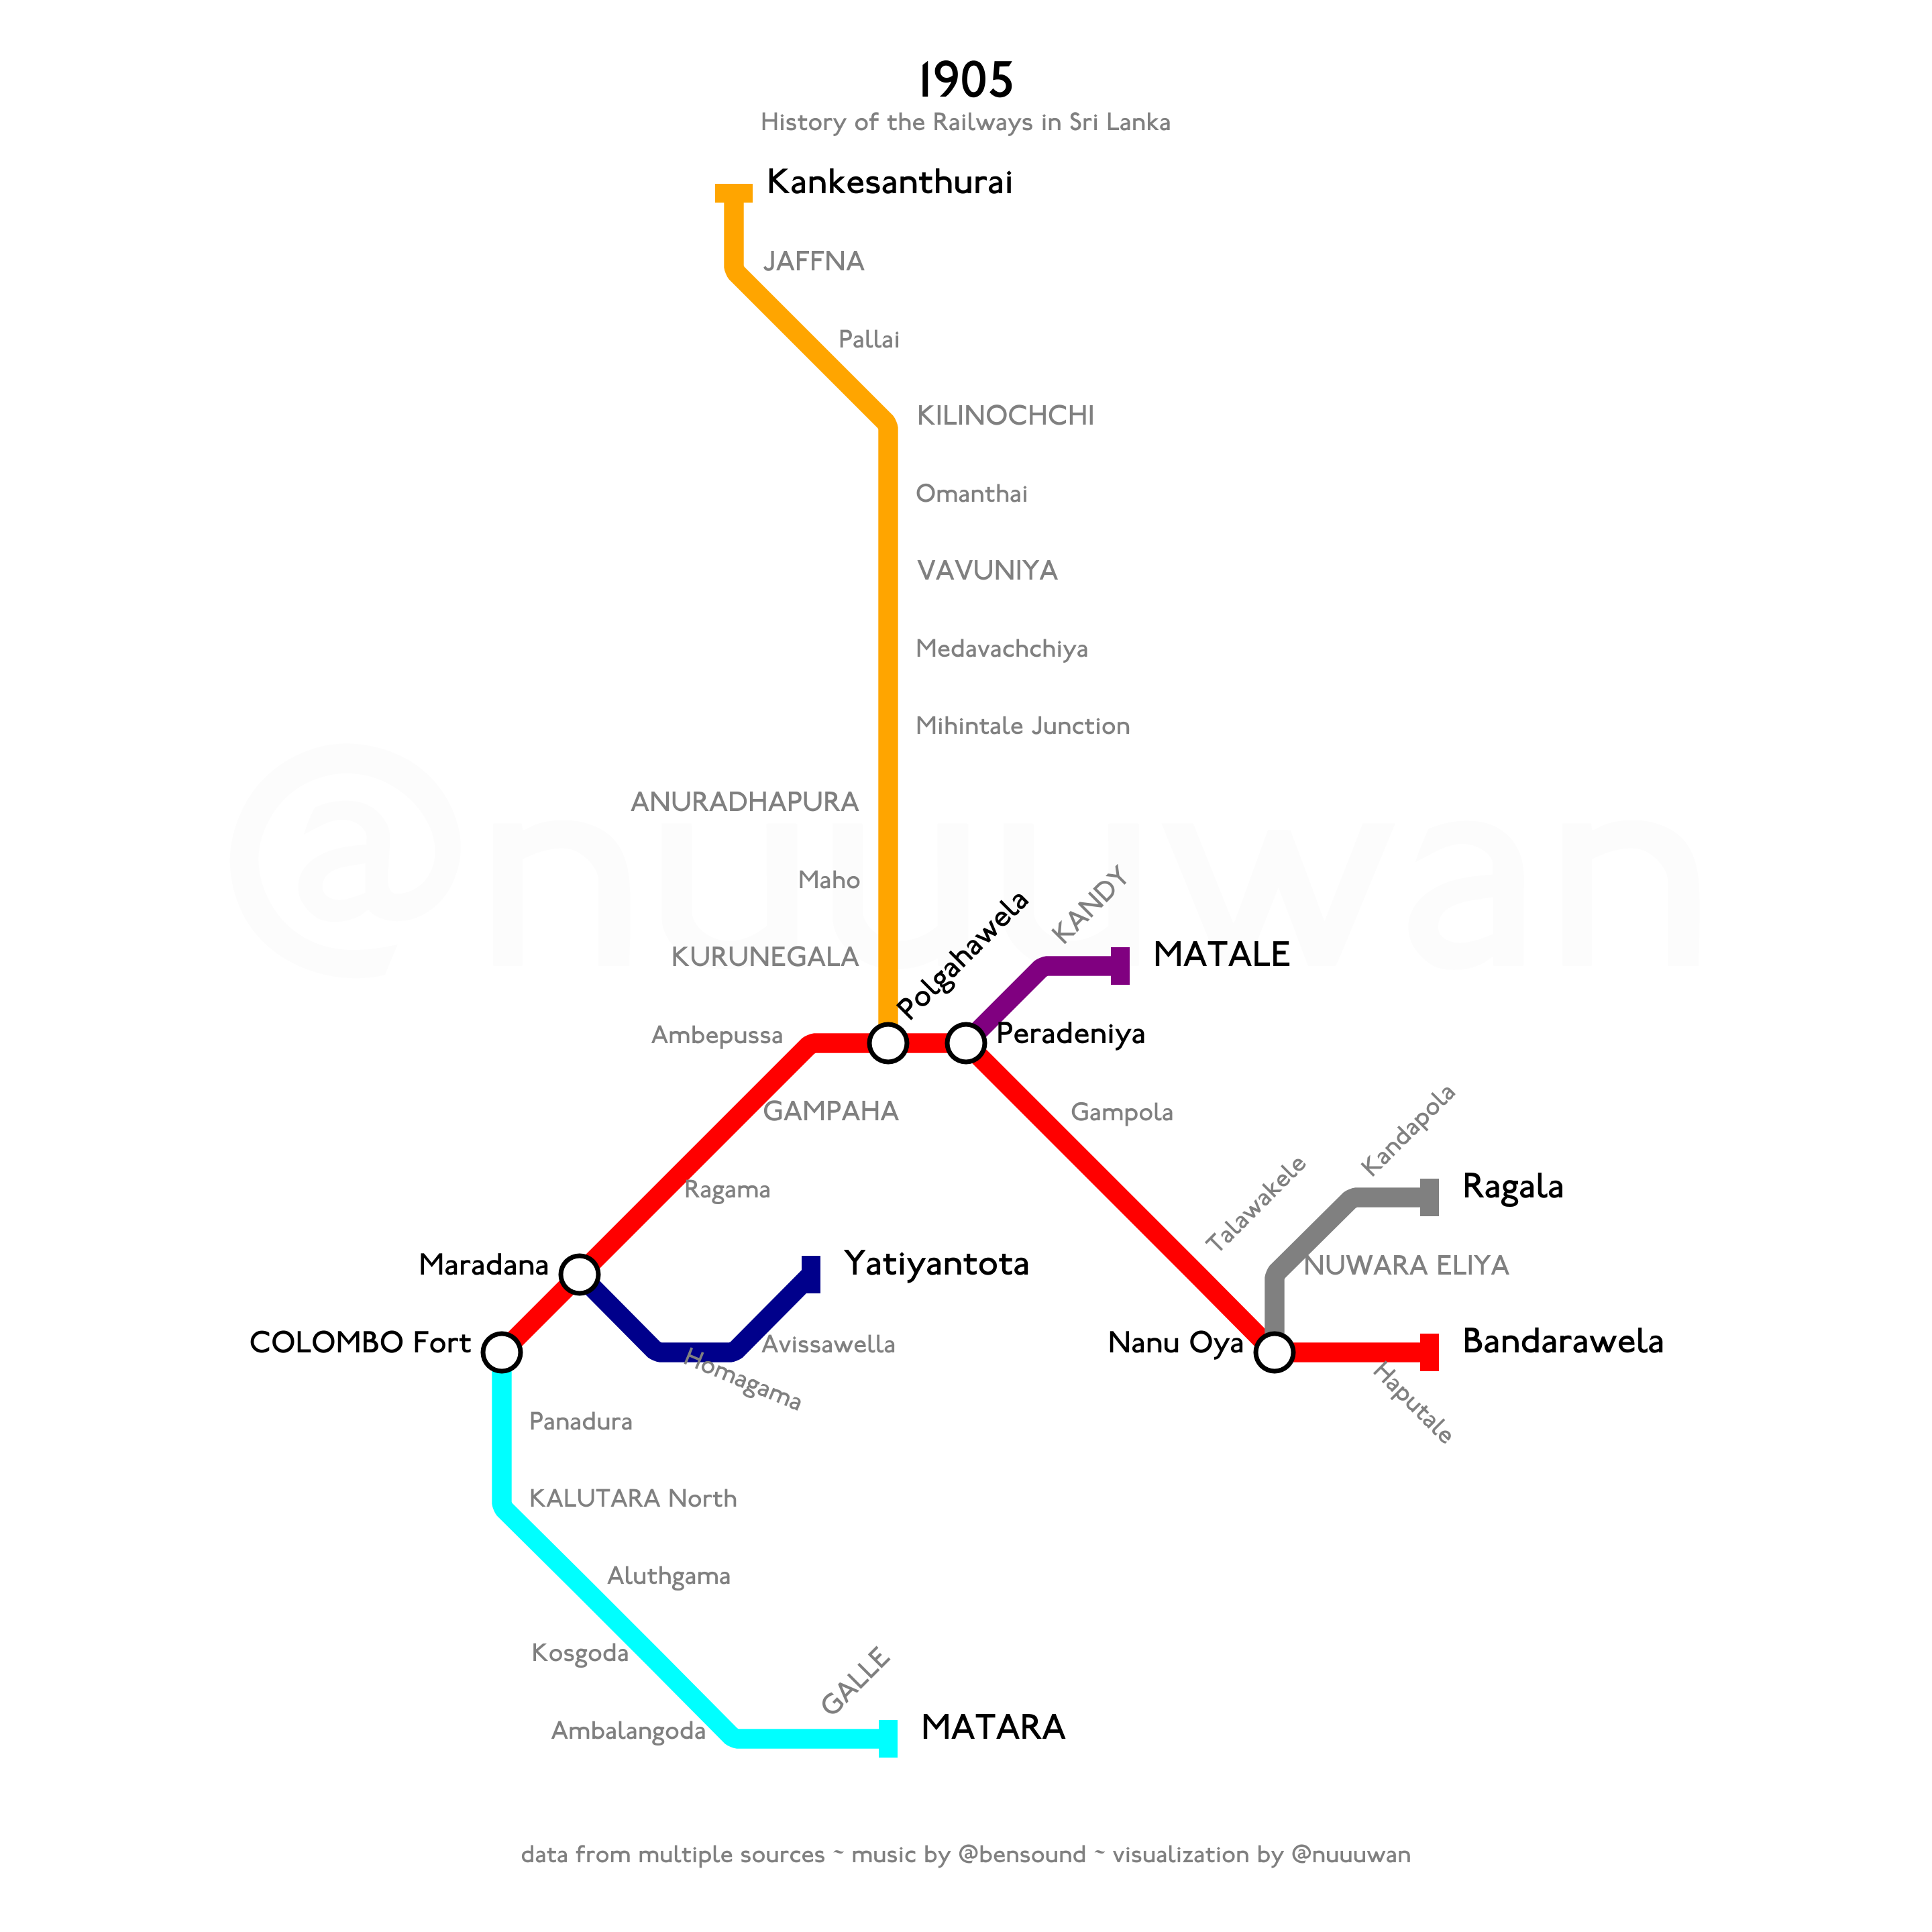 1905
History of the Railways in Sri Lanka
Kankesanthurai
JAFFNA
Pallai
KILINOCHCHI
Omanthai
VAVUNIYA
Medavachchiya
Mihintale Junction
ANURADHAPURA
@nuuuwan
Maho
KURUNEGALA
Polgahawela
KANDY
MATALE
Ambepussa
Peradeniya
GAMPAHA
Gampola
Kandapola
Ragama
Talawakele
Ragala
Maradana
Yatiyantota
NUWARA ELIYA
COLOMBO Fort
Avissawella
Homagama
Nanu Oya
Bandarawela
Haputale
Panadura
KALUTARA North
Aluthgama
Kosgoda
GALLE
Ambalangoda
MATARA
data from multiple sources ~ music by @bensound ~ visualization by @nuuuwan